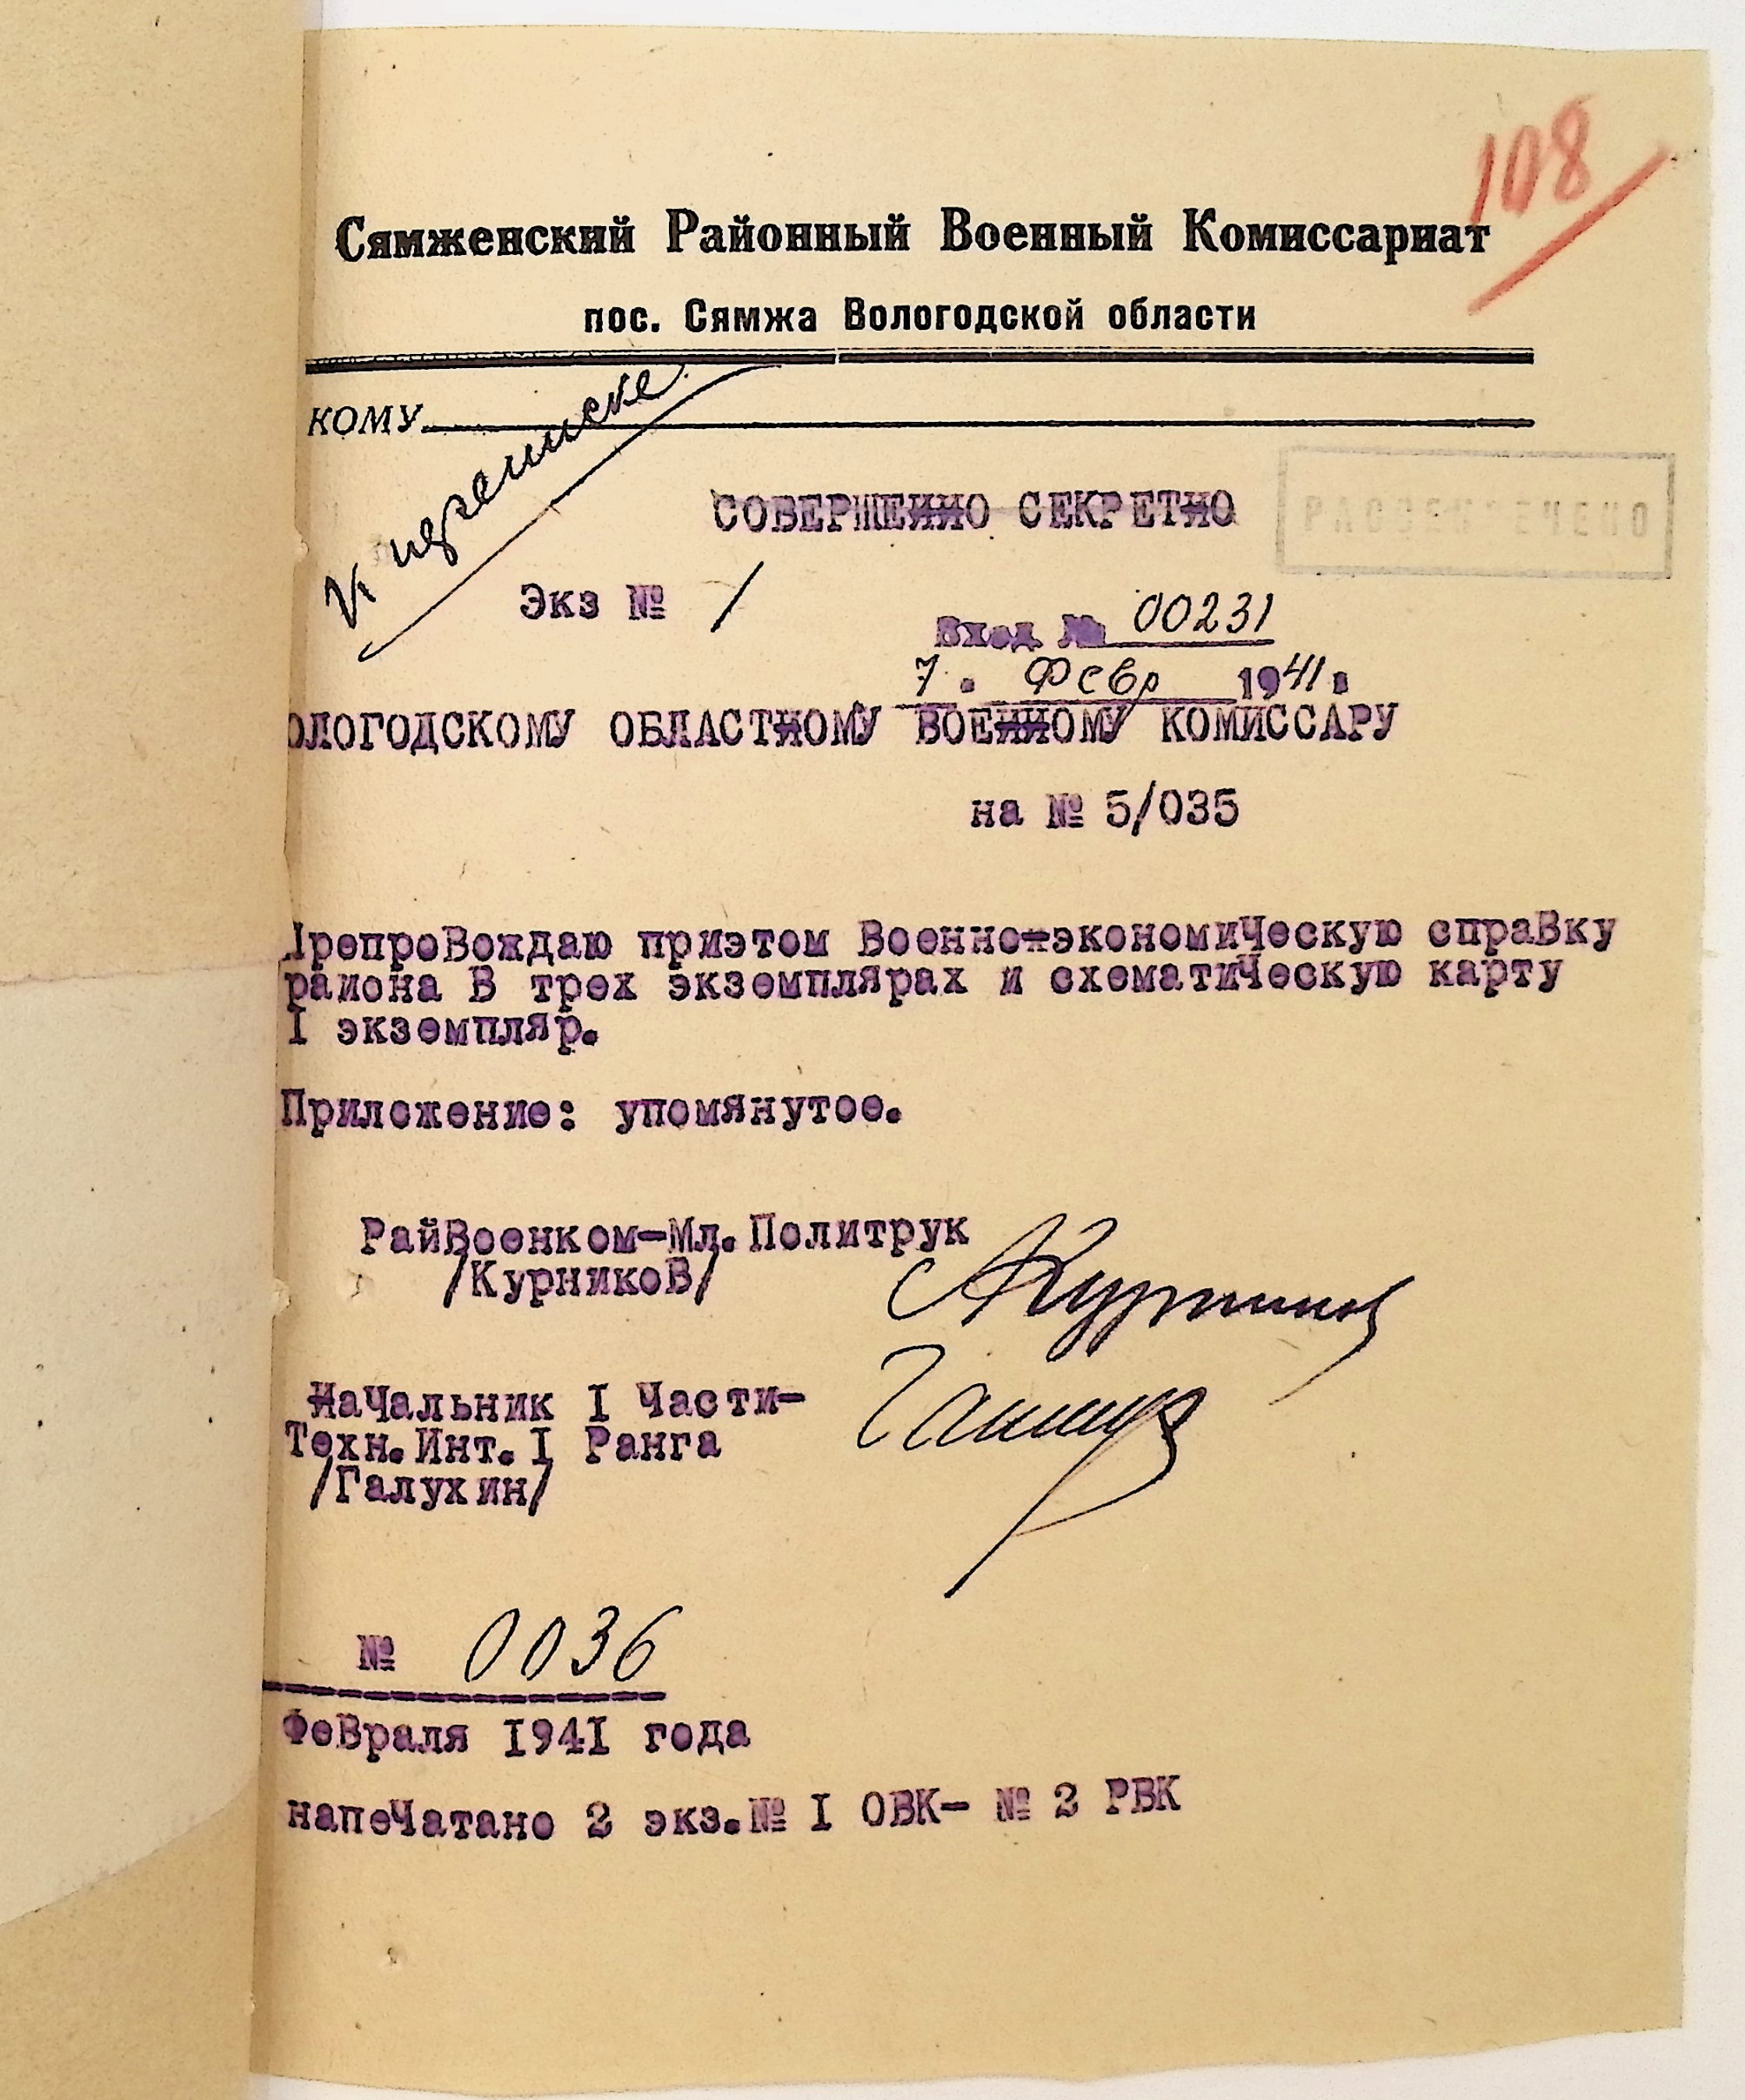 108
Сямженский Районный Военный Комиссариат
пос. Сямжа Вологодской области
КОМУ
К переписке
СОВЕРШЕННО СЕКРЕТНО
РАССЕКРЕЧЕНО
Экз № 1
Вход № 00231
7. Февр 1941г
ОЛОГОДСКОМУ ОБЛАСТНОМУ ВОЕННОМУ КОМИССАРУ
на № 5/035
Препровождаю приэтом Военно-экономическую справку
района В трех экземплярах и схематическую карту
I экземпляр.
Приложение: упомянутое.
РайВоенком-Мл.Политрук
/Курников/
Начальник I Части-
Техн.Инт.I Ранга
/Галухин/
№ 0036
Февраля 1941 года
напечатано 2 экз.№ I ОВК- № 2 РВК